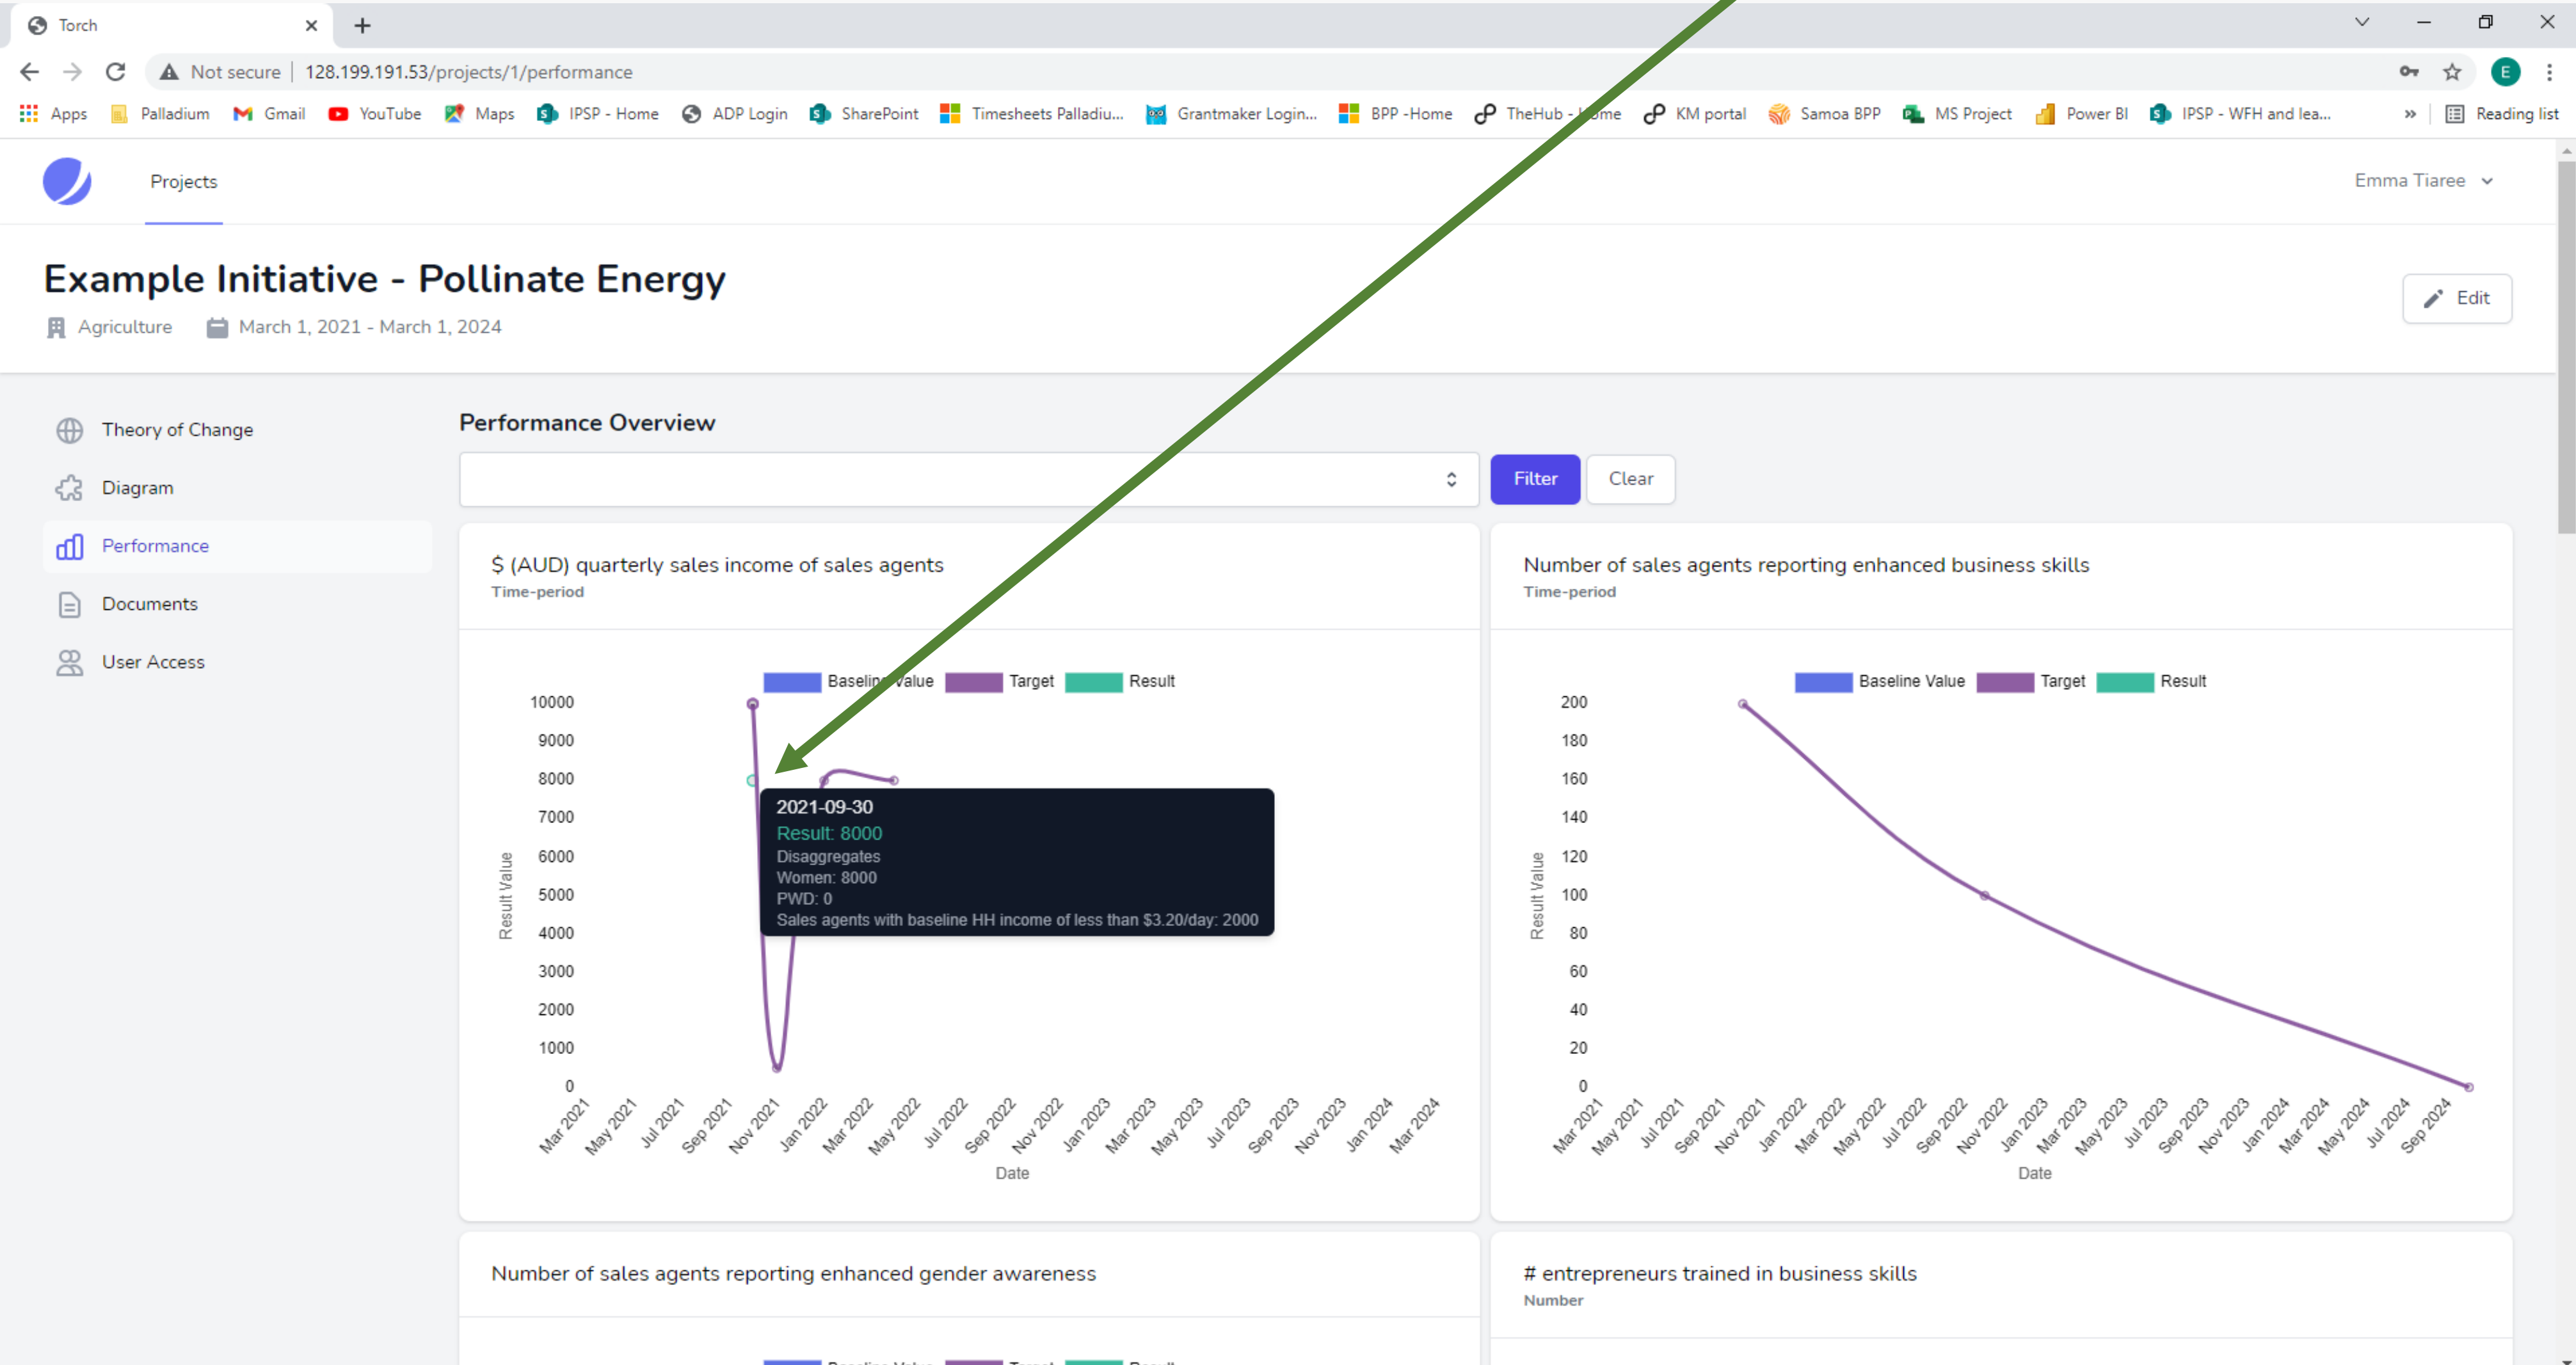 Torch
Not secure | 128.199.191.53/projects/1/performance
E
Apps Palladium Gmail YouTube Maps IPSP - Home ADP Login SharePoint Timesheets Palladiu... Grantmaker Login... BPP -Home TheHub - Home KM portal Samoa BPP MS Project Power BI IPSP - WFH and lea... » Reading list
Projects
Emma Tiaree
Example Initiative - Pollinate Energy
Edit
Agriculture March 1, 2021 - March 1, 2024
Theory of Change
Diagram
Performance
Documents
User Access
Performance Overview
Filter Clear
$ (AUD) quarterly sales income of sales agents
Time-period
Baseline Value Target Result
10000
9000
8000
7000
6000
5000
4000
3000
2000
1000
0
Result Value
2021-09-30
Result: 8000
Disaggregates
Women: 8000
PWD: 0
Sales agents with baseline HH income of less than $3.20/day: 2000
Mar 2021 May 2021 Jul 2021 Sep 2021 Nov 2021 Jan 2022 Mar 2022 May 2022 Jul 2022 Sep 2022 Nov 2022 Jan 2023 Mar 2023 May 2023 Jul 2023 Sep 2023 Nov 2023 Jan 2024 Mar 2024
Date
Number of sales agents reporting enhanced business skills
Time-period
Baseline Value Target Result
200
180
160
140
120
100
80
60
40
20
0
Result Value
Mar 2021 May 2021 Jul 2021 Sep 2021 Nov 2021 Jan 2022 Mar 2022 May 2022 Jul 2022 Sep 2022 Nov 2022 Jan 2023 Mar 2023 May 2023 Jul 2023 Sep 2023 Nov 2023 Jan 2024 Mar 2024 May 2024 Jul 2024 Sep 2024
Date
Number of sales agents reporting enhanced gender awareness
# entrepreneurs trained in business skills
Number